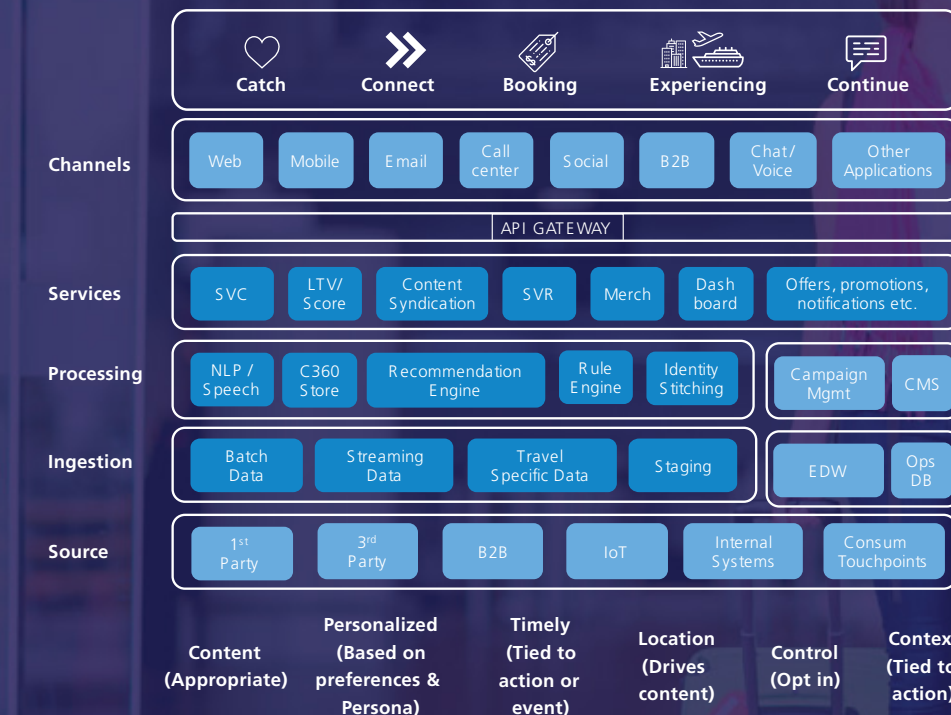 Catch
Connect
Booking
Experiencing
Continue
Channels
Web
Mobile
Email
Call
center
Social
B2B
Chat/
Voice
Other
Applications
API GATEWAY
Services
SVC
LTV/
Score
Content
Syndication
SVR
Merch
Dash
board
Offers, promotions,
notifications etc.
Processing
NLP /
Speech
C360
Store
Recommendation
Engine
Rule
Engine
Identity
Stitching
Campaign
Mgmt
CMS
Ingestion
Batch
Data
Streaming
Data
Travel
Specific Data
Staging
EDW
Ops
DB
Source
1st
Party
3rd
Party
B2B
IoT
Internal
Systems
Consum
Touchpoints
Content
(Appropriate)
Personalized
(Based on
preferences &
Persona)
Timely
(Tied to
action or
event)
Location
(Drives
content)
Control
(Opt in)
(Tied to
action)